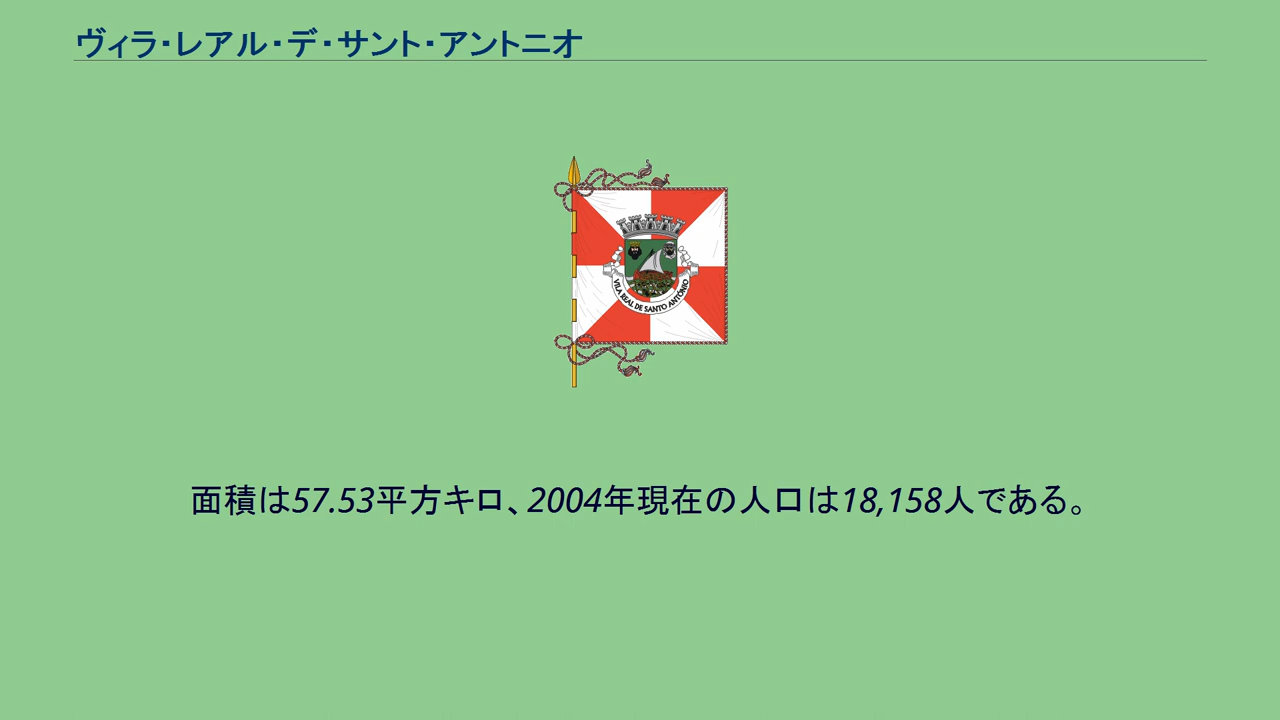 ヴィラ・レアル・デ・サント・アントニオ
VILA REAL DE SANTO ANTÓNIO
面積は57.53平方キロ、2004年現在の人口は18,158人である。